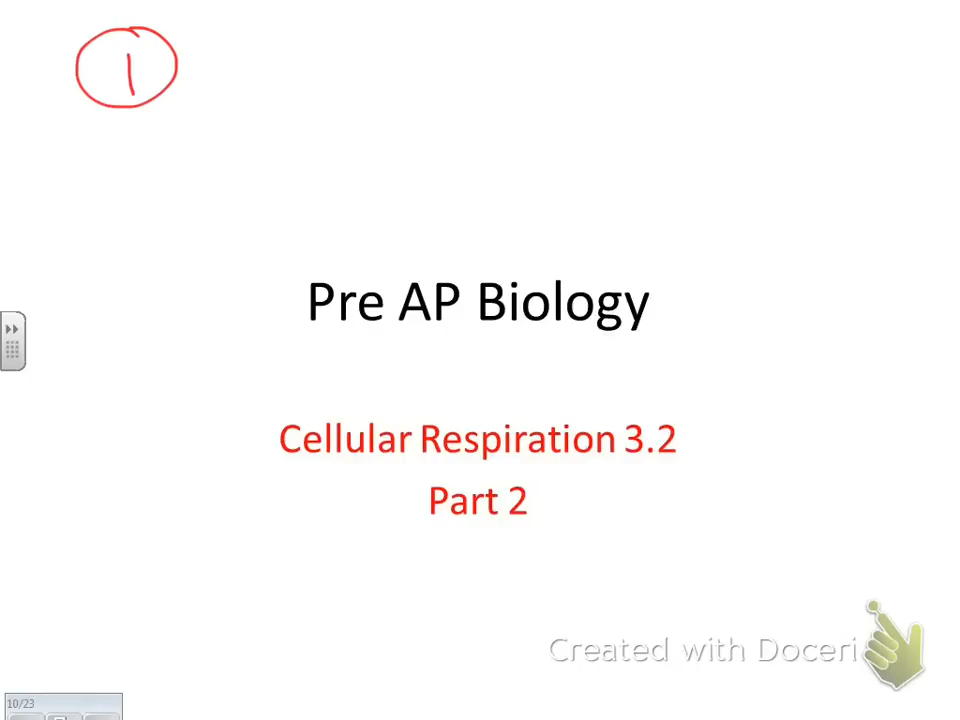 1
Pre AP Biology
Cellular Respiration 3.2
Part 2
Created with Doceri
10/23